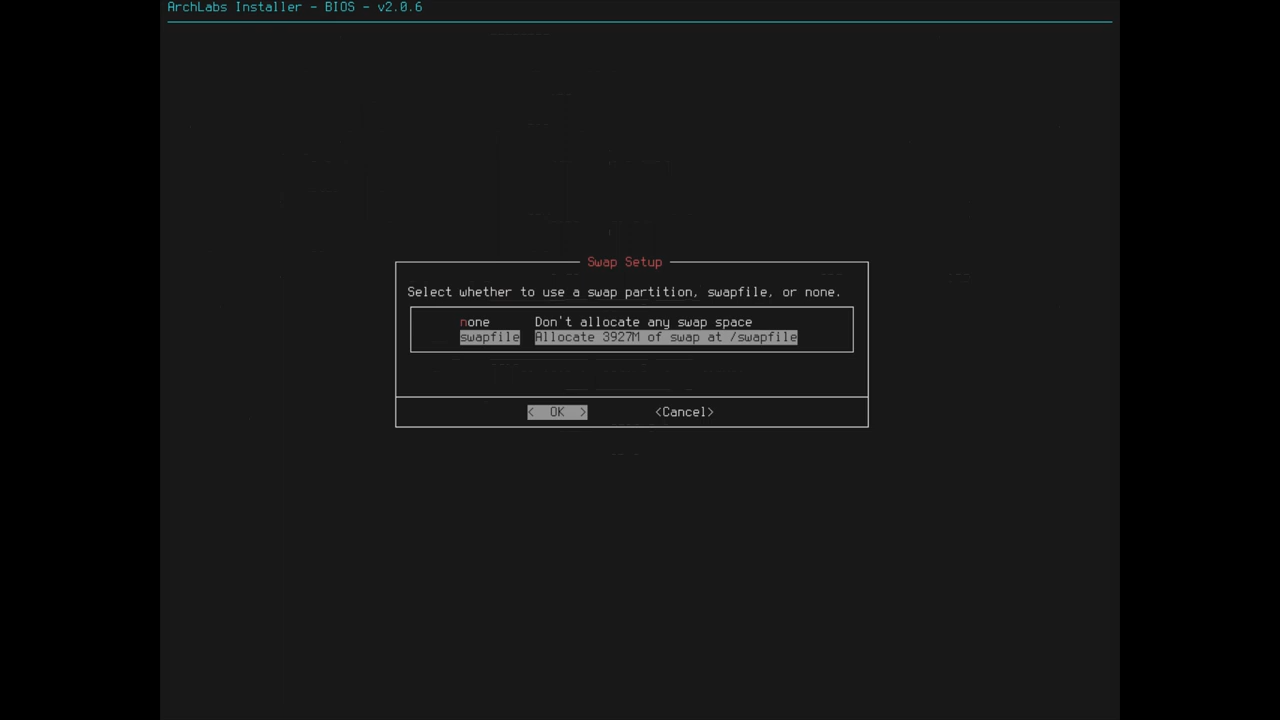 ArchLabs Installer - BIOS - v2.0.6
Swap Setup
Select whether to use a swap partition, swapfile, or none.
none Don't allocate any swap space
swapfile Allocate 3927M of swap at /swapfile
< OK > <Cancel>